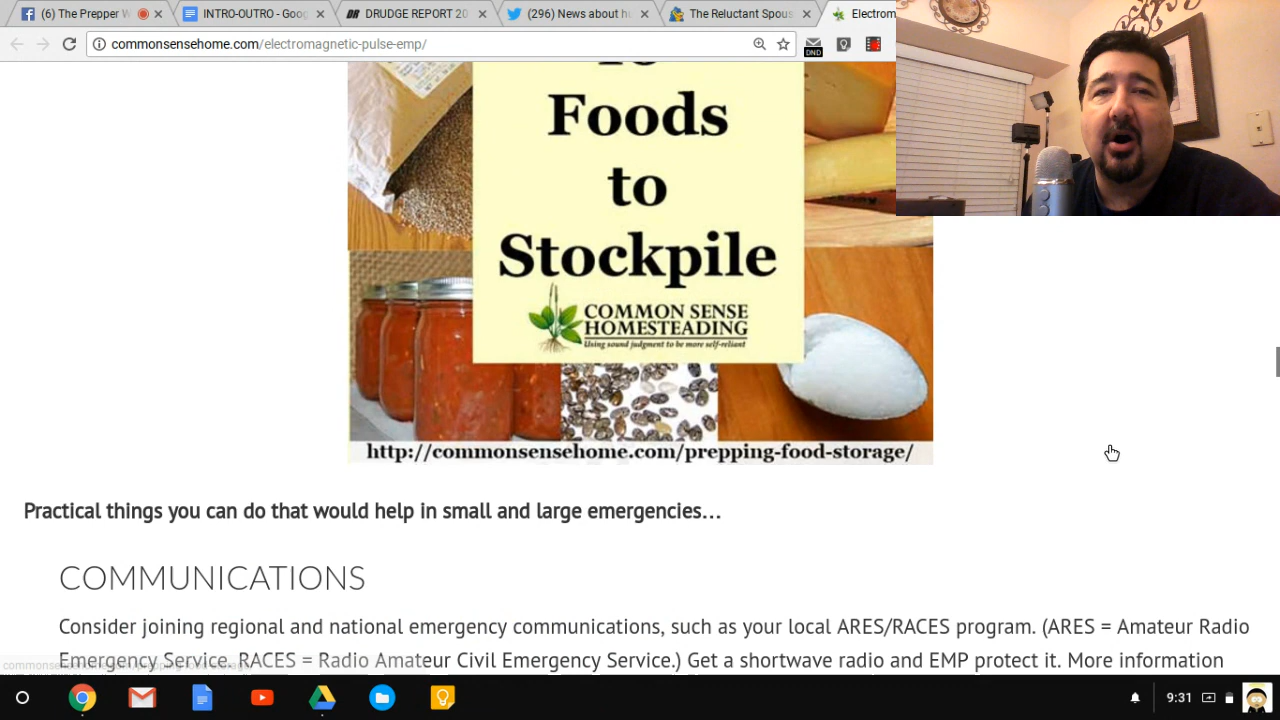 (6) The Prepper
INTRO-OUTRO - Goog
DRUDGE REPORT 20
(296) News about h
The Reluctant Spous
Electrom
commonsensehome.com/electromagnetic-pulse-emp/
DND
Foods
to
Stockpile
COMMON SENSE
HOMESTEADING
Using sound judgment to be more self-reliant
http://commonsensehome.com/prepping-food-storage/
Practical things you can do that would help in small and large emergencies…
COMMUNICATIONS
Consider joining regional and national emergency communications, such as your local ARES/RACES program. (ARES = Amateur Radio
Emergency Service. RACES = Radio Amateur Civil Emergency Service.) Get a shortwave radio and EMP protect it. More information
9:31